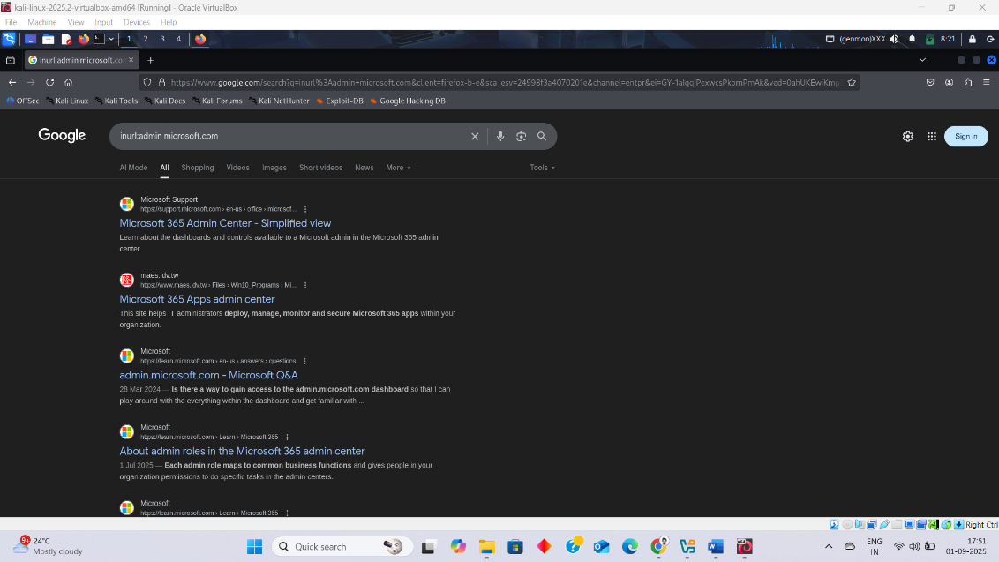 kali-linux-2025.2-virtualbox-amd64 [Running] - Oracle VirtualBox
File Machine View Input Devices Help
1 2 3 4
(genmon)XXX
8:21
inurl:admin microsoft.com
https://www.google.com/search?q=inurl%3Aadmin+microsoft.com&client=firefox-b-e&sca_esv=24998f3a4070201e&channel=entpr&ei=
OffSec Kali Linux Kali Tools Kali Docs Kali Forums Kali NetHunter Exploit-DB Google Hacking DB
Google
inurl:admin microsoft.com
Sign in
AI Mode All Shopping Videos Images Short videos News More Tools
Microsoft Support
https://support.microsoft.com › en-us › office › microsof...
Microsoft 365 Admin Center - Simplified view
Learn about the dashboards and controls available to a Microsoft admin in the Microsoft 365 admin
center.
maes.idv.tw
https://www.maes.idv.tw › Files › Win10_Programs › Mi...
Microsoft 365 Apps admin center
This site helps IT administrators deploy, manage, monitor and secure Microsoft 365 apps within your
organization.
Microsoft
https://learn.microsoft.com › en-us › answers › questions
admin.microsoft.com - Microsoft Q&A
28 Mar 2024 — Is there a way to gain access to the admin.microsoft.com dashboard so that I can
play around with the everything within the dashboard and get familiar with ...
Microsoft
https://learn.microsoft.com › Learn › Microsoft 365
About admin roles in the Microsoft 365 admin center
1 Jul 2025 — Each admin role maps to common business functions and gives people in your
organization permissions to do specific tasks in the admin centers.
Microsoft
https://learn.microsoft.com › Learn › Microsoft 365
Right Ctrl
9+
24°C
Mostly cloudy
Quick search
ENG
IN
17:51
01-09-2025